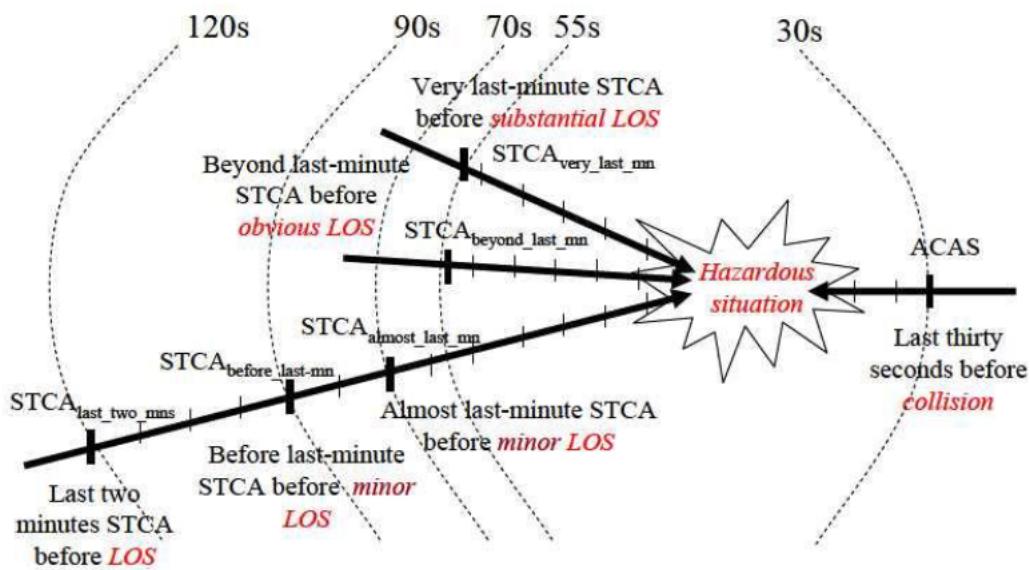 120s
90s
70s
55s
30s
Very last-minute STCA
before substantial LOS
STCAvery_last_mn
Beyond last-minute
STCA before
obvious LOS
STCAbeyond_last_mn
Hazardous
situation
ACAS
Last thirty
seconds before
collision
STCAalmost_last_mn
STCAbefore_last-mn
STCAlast_two_mns
Almost last-minute STCA
before minor LOS
Before last-minute
STCA before minor
LOS
Last two
minutes STCA
before LOS